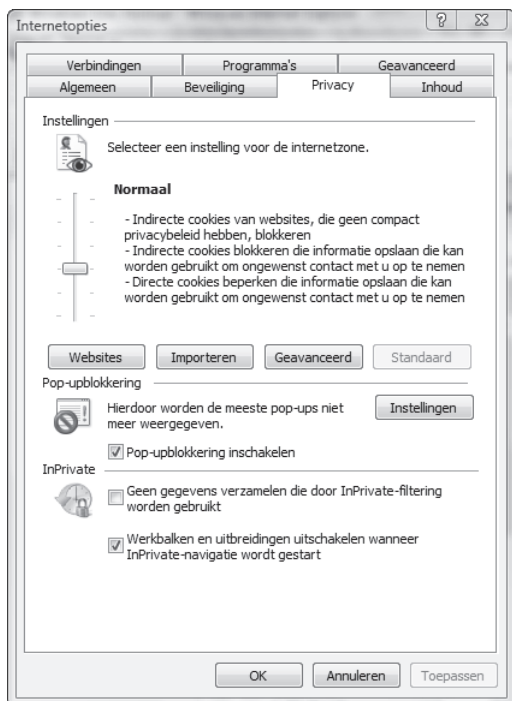 Internetopties
Verbindingen Programma's Geavanceerd
Algemeen Beveiliging Privacy Inhoud
Instellingen
Selecteer een instelling voor de internetzone.
Normaal
- Indirecte cookies van websites, die geen compact
privacybeleid hebben, blokkeren
- Indirecte cookies blokkeren die informatie opslaan die kan
worden gebruikt om ongewenst contact met u op te nemen
- Directe cookies beperken die informatie opslaan die kan
worden gebruikt om ongewenst contact met u op te nemen
Websites Importeren Geavanceerd Standaard
Pop-upblokkering
Hierdoor worden de meeste pop-ups niet
meer weergegeven.
Instellingen
Pop-upblokkering inschakelen
InPrivate
Geen gegevens verzamelen die door InPrivate-filtering
worden gebruikt
Werkbalken en uitbreidingen uitschakelen wanneer
InPrivate-navigatie wordt gestart
OK Annuleren Toepassen